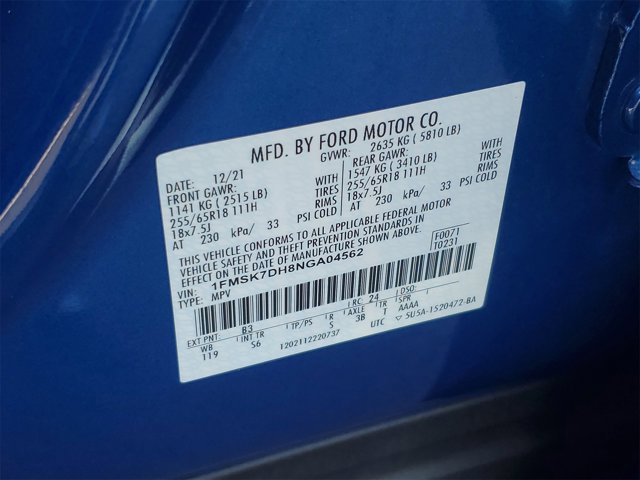 MFD. BY FORD MOTOR CO.
DATE: 12/21 GVWR: 2635 KG ( 5810 LB)
FRONT GAWR: REAR GAWR:
1141 KG ( 2515 LB) WITH 1547 KG ( 3410 LB) WITH
255/65R18 111H TIRES 255/65R18 111H TIRES
18x7.5J RIMS 18x7.5J RIMS
AT 230 kPa/ 33 PSI COLD AT 230 kPa/ 33 PSI COLD
THIS VEHICLE CONFORMS TO ALL APPLICABLE FEDERAL MOTOR
VEHICLE SAFETY AND THEFT PREVENTION STANDARDS IN
EFFECT ON THE DATE OF MANUFACTURE SHOWN ABOVE. F0071
VIN: 1FMSK7DH8NGA04562 T0231
TYPE: MPV
EXT PNT: B3 RC: 24 DSO:
WB INT TR TP/PS R AXLE TR SPR
119 S6 S 3B T AAAA
1202112220737 UTC ▽ 5U5A-1520472-BA